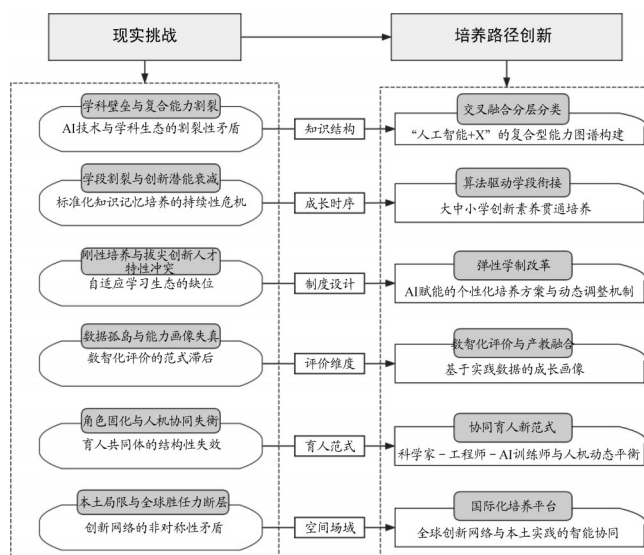 现实挑战
培养路径创新
学科壁垒与复合能力割裂
AI技术与学科生态的割裂性矛盾
知识结构
交叉融合分层分类
“人工智能+X”的复合型能力图谱构建
学段割裂与创新潜能衰减
标准化知识记忆培养的持续性危机
成长时序
算法驱动学段衔接
大中小学创新素养贯通培养
刚性培养与拔尖创新人才
特性冲突
自适应学习生态的缺位
制度设计
弹性学制改革
AI赋能的个性化培养方案与动态调整机制
数据孤岛与能力画像失真
数智化评价的范式滞后
评价维度
数智化评价与产教融合
基于实践数据的成长画像
角色固化与人机协同失衡
育人共同体的结构性失效
育人范式
协同育人新范式
科学家-工程师-AI训练师与人机动态平衡
本土局限与全球胜任力断层
创新网络的非对称性矛盾
空间场域
国际化培养平台
全球创新网络与本土实践的智能协同